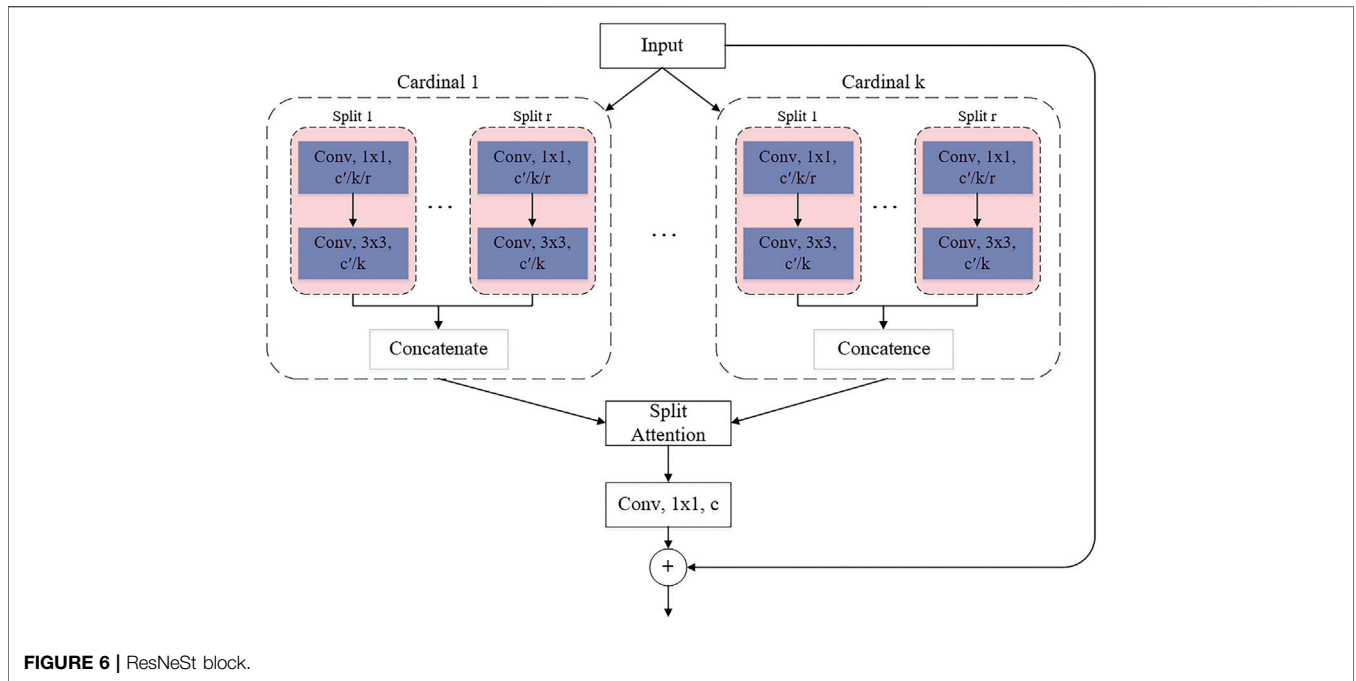 Input
Cardinal 1
Cardinal k
Split 1
Split r
Split 1
Split r
Conv, 1x1,
c′/k/r
Conv, 1x1,
c′/k/r
Conv, 1x1,
c′/k/r
Conv, 1x1,
c′/k/r
...
...
...
Conv, 3x3,
c′/k
Conv, 3x3,
c′/k
Conv, 3x3,
c′/k
Conv, 3x3,
c′/k
Concatenate
Concatence
Split
Attention
Conv, 1x1, c
+
FIGURE 6 | ResNeSt block.